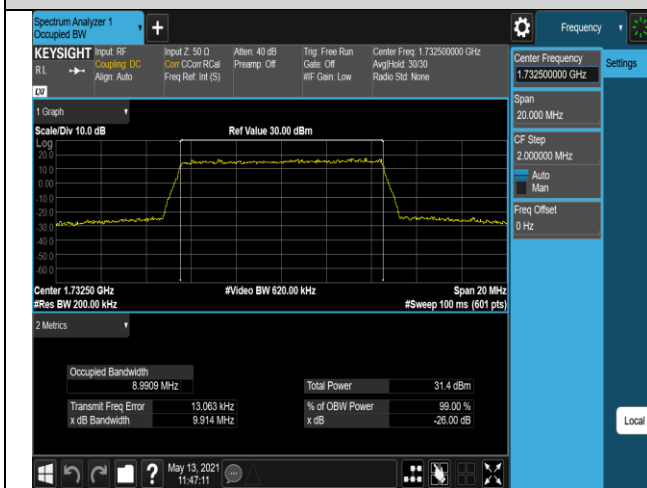 Spectrum Analyzer 1
Occupied BW
+
Frequency
KEYSIGHT
RL
LXI
Input: RF
Coupling: DC
Align: Auto
Input Z: 50 Ω
Corr CCorr RCal
Freq Ref: Int (S)
Atten: 40 dB
Preamp: Off
Trig: Free Run
Gate: Off
#IF Gain: Low
Center Freq: 1.732500000 GHz
Avg|Hold: 30/30
Radio Std: None
Center Frequency
1.732500000 GHz
Settings
Span
20.000 MHz
CF Step
2.000000 MHz
Auto
Man
Freq Offset
0 Hz
1 Graph
Scale/Div 10.0 dB
Ref Value 30.00 dBm
Log
20.0
10.0
0.00
-10.0
-20.0
-30.0
-40.0
-50.0
-60.0
Center 1.73250 GHz
#Video BW 620.00 kHz
Span 20 MHz
#Res BW 200.00 kHz
#Sweep 100 ms (601 pts)
2 Metrics
Occupied Bandwidth
8.9909 MHz
Total Power 31.4 dBm
Transmit Freq Error 13.063 kHz
% of OBW Power 99.00 %
x dB Bandwidth 9.914 MHz
x dB -26.00 dB
Local
?
May 13, 2021
11:47:11